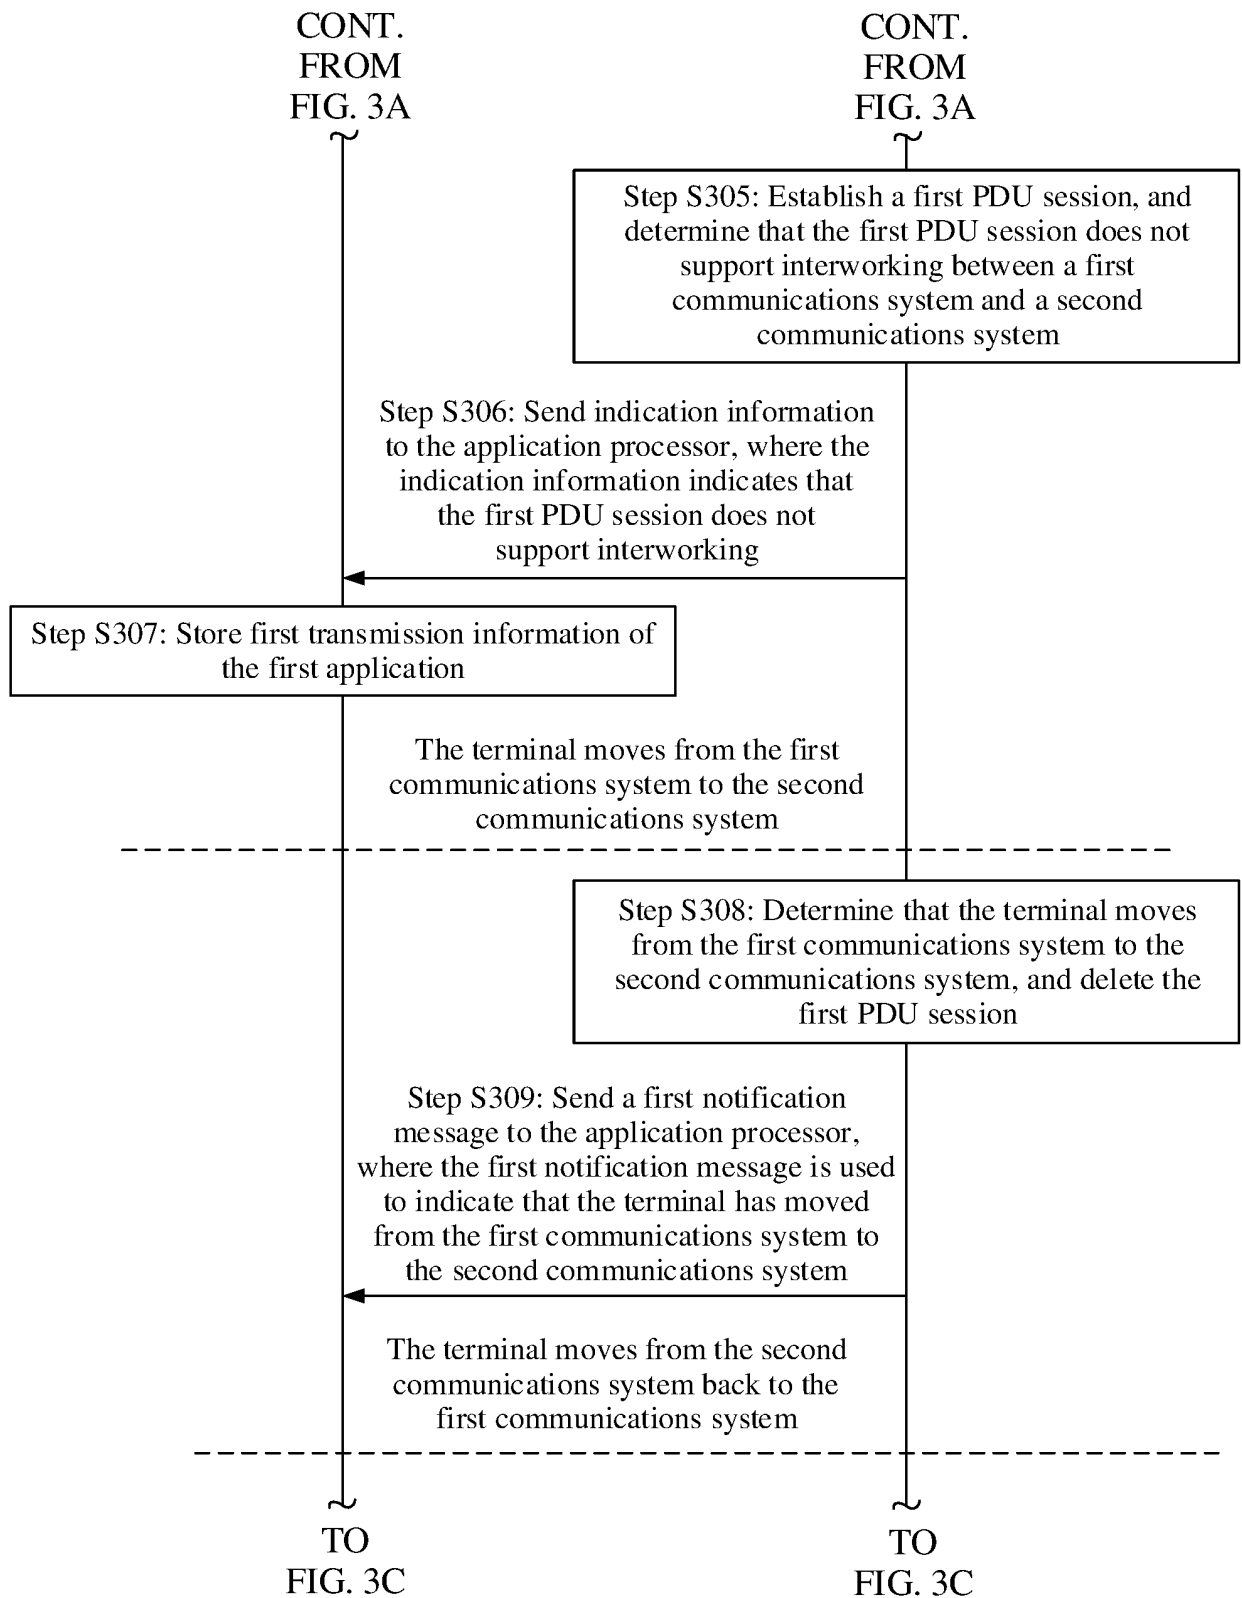 CONT.
FROM
FIG. 3A
CONT.
FROM
FIG. 3A
Step S305: Establish a first PDU session, and
determine that the first PDU session does not
support interworking between a first
communications system and a second
communications system
Step S306: Send indication information
to the application processor, where the
indication information indicates that
the first PDU session does not
support interworking
Step S307: Store first transmission information of
the first application
The terminal moves from the first
communications system to the second
communications system
Step S308: Determine that the terminal moves
from the first communications system to the
second communications system, and delete the
first PDU session
Step S309: Send a first notification
message to the application processor,
where the first notification message is used
to indicate that the terminal has moved
from the first communications system to
the second communications system
The terminal moves from the second
communications system back to the
first communications system
TO
FIG. 3C
TO
FIG. 3C